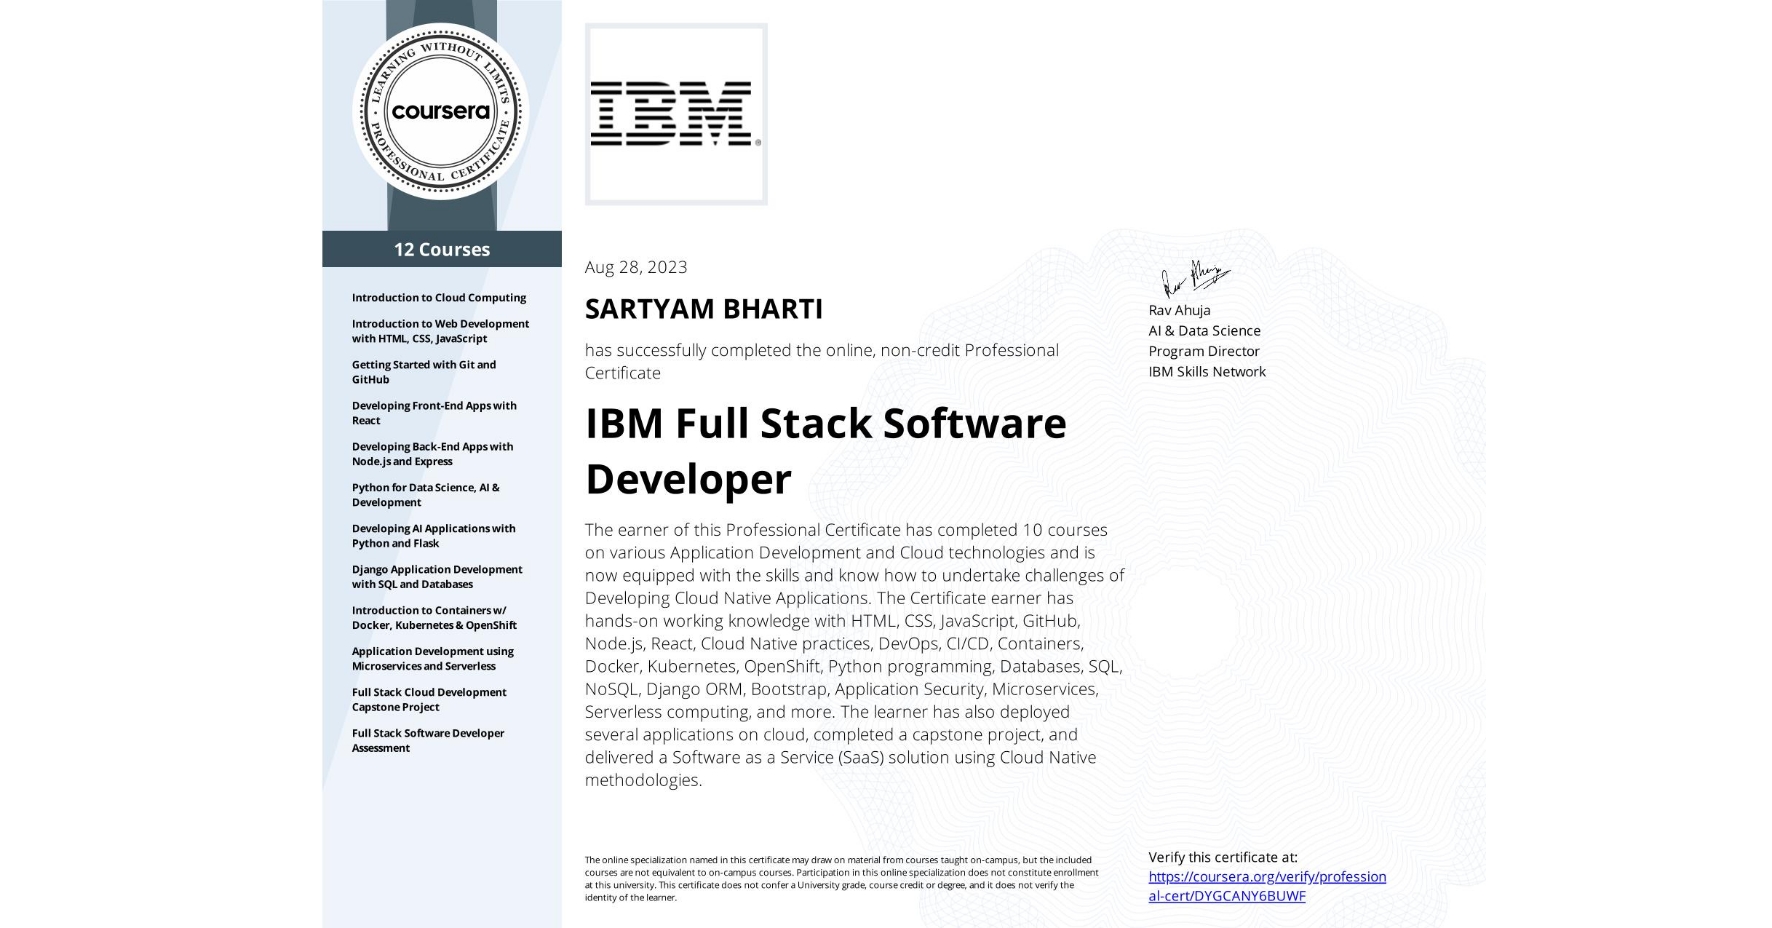 LEARNING WITHOUT LIMITS
coursera
PROFESSIONAL CERTIFICATE
12 Courses
Introduction to Cloud Computing
Introduction to Web Development
with HTML, CSS, JavaScript
Getting Started with Git and
GitHub
Developing Front-End Apps with
React
Developing Back-End Apps with
Node.js and Express
Python for Data Science, AI &
Development
Developing AI Applications with
Python and Flask
Django Application Development
with SQL and Databases
Introduction to Containers w/
Docker, Kubernetes & OpenShift
Application Development using
Microservices and Serverless
Full Stack Cloud Development
Capstone Project
Full Stack Software Developer
Assessment
IBM®
Aug 28, 2023
SARTYAM BHARTI
has successfully completed the online, non-credit Professional
Certificate
IBM Full Stack Software
Developer
The earner of this Professional Certificate has completed 10 courses
on various Application Development and Cloud technologies and is
now equipped with the skills and know how to undertake challenges of
Developing Cloud Native Applications. The Certificate earner has
hands-on working knowledge with HTML, CSS, JavaScript, GitHub,
Node.js, React, Cloud Native practices, DevOps, CI/CD, Containers,
Docker, Kubernetes, OpenShift, Python programming, Databases, SQL,
NoSQL, Django ORM, Bootstrap, Application Security, Microservices,
Serverless computing, and more. The learner has also deployed
several applications on cloud, completed a capstone project, and
delivered a Software as a Service (SaaS) solution using Cloud Native
methodologies.
The online specialization named in this certificate may draw on material from courses taught on-campus, but the included
courses are not equivalent to on-campus courses. Participation in this online specialization does not constitute enrollment
at this university. This certificate does not confer a University grade, course credit or degree, and it does not verify the
identity of the learner.
Rav Ahuja
Rav Ahuja
AI & Data Science
Program Director
IBM Skills Network
Verify this certificate at:
https://coursera.org/verify/profession
al-cert/DYGCANY6BUWF